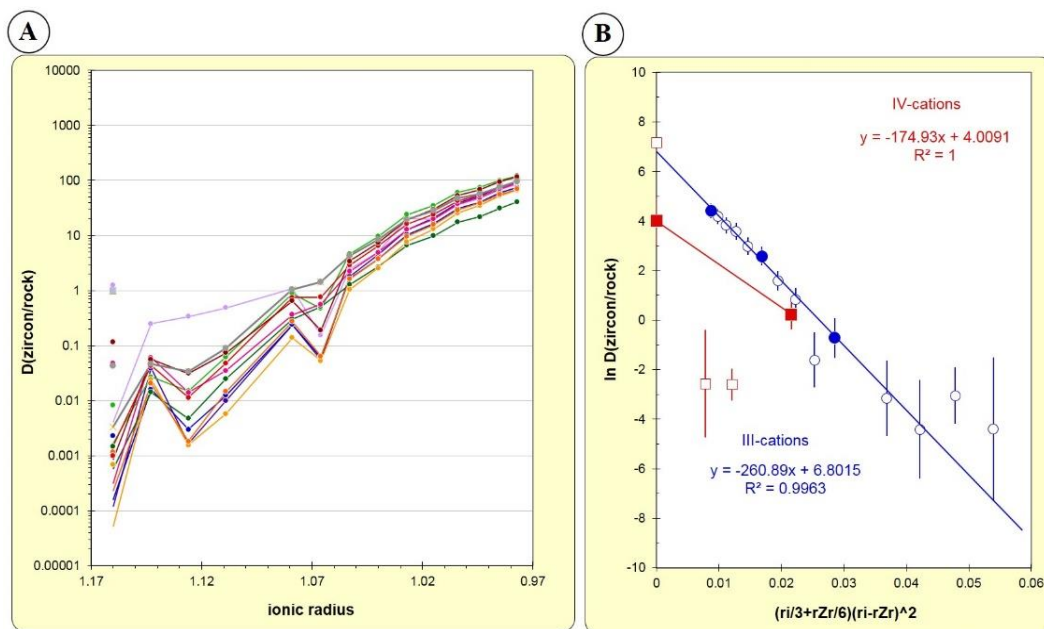 A
D(zircon/rock)
10000
1000
100
10
1
0.1
0.01
0.001
0.0001
0.00001
1.17
1.12
1.07
1.02
0.97
ionic radius
B
ln D(zircon/rock)
10
8
6
4
2
0
-2
-4
-6
-8
-10
IV-cations
y = -174.93x + 4.0091
R² = 1
III-cations
y = -260.89x + 6.8015
R² = 0.9963
0
0.01
0.02
0.03
0.04
0.05
0.06
(ri/3+rZr/6)(ri-rZr)^2